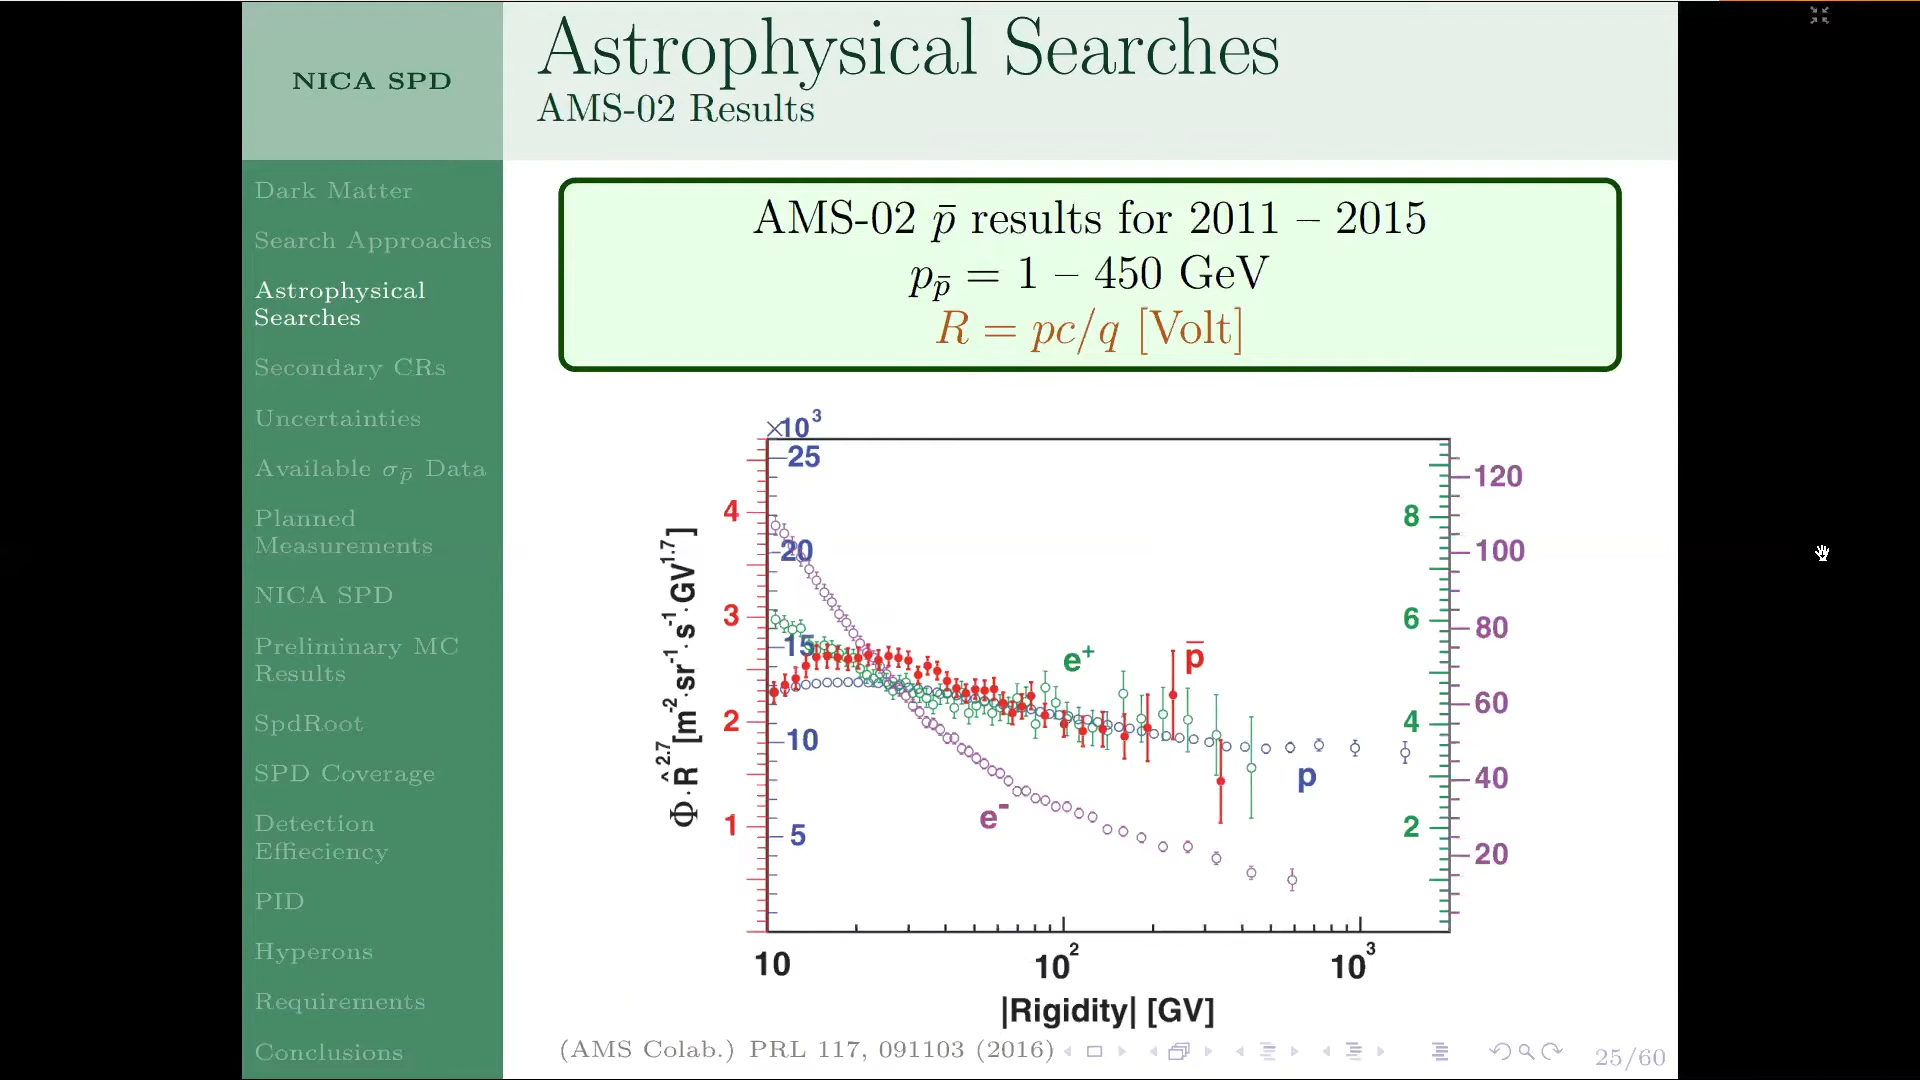 NICA SPD
Astrophysical Searches
AMS-02 Results
Dark Matter
Search Approaches
Astrophysical
Searches
Secondary CRs
Uncertainties
Available σp̄ Data
Planned
Measurements
NICA SPD
Preliminary MC
Results
SpdRoot
SPD Coverage
Detection
Effieciency
PID
Hyperons
Requirements
Conclusions
AMS-02 p̄ results for 2011 – 2015
pp̄ = 1 – 450 GeV
R = pc/q [Volt]
×10³
25
20
15
10
5
4
3
2
1
Φ·R̂^2.7 [m^-2·sr^-1·s^-1·GV^1.7]
e⁺
p̄
p
e⁻
8
6
4
2
120
100
80
60
40
20
10
10²
10³
|Rigidity| [GV]
(AMS Colab.) PRL 117, 091103 (2016)
25/60